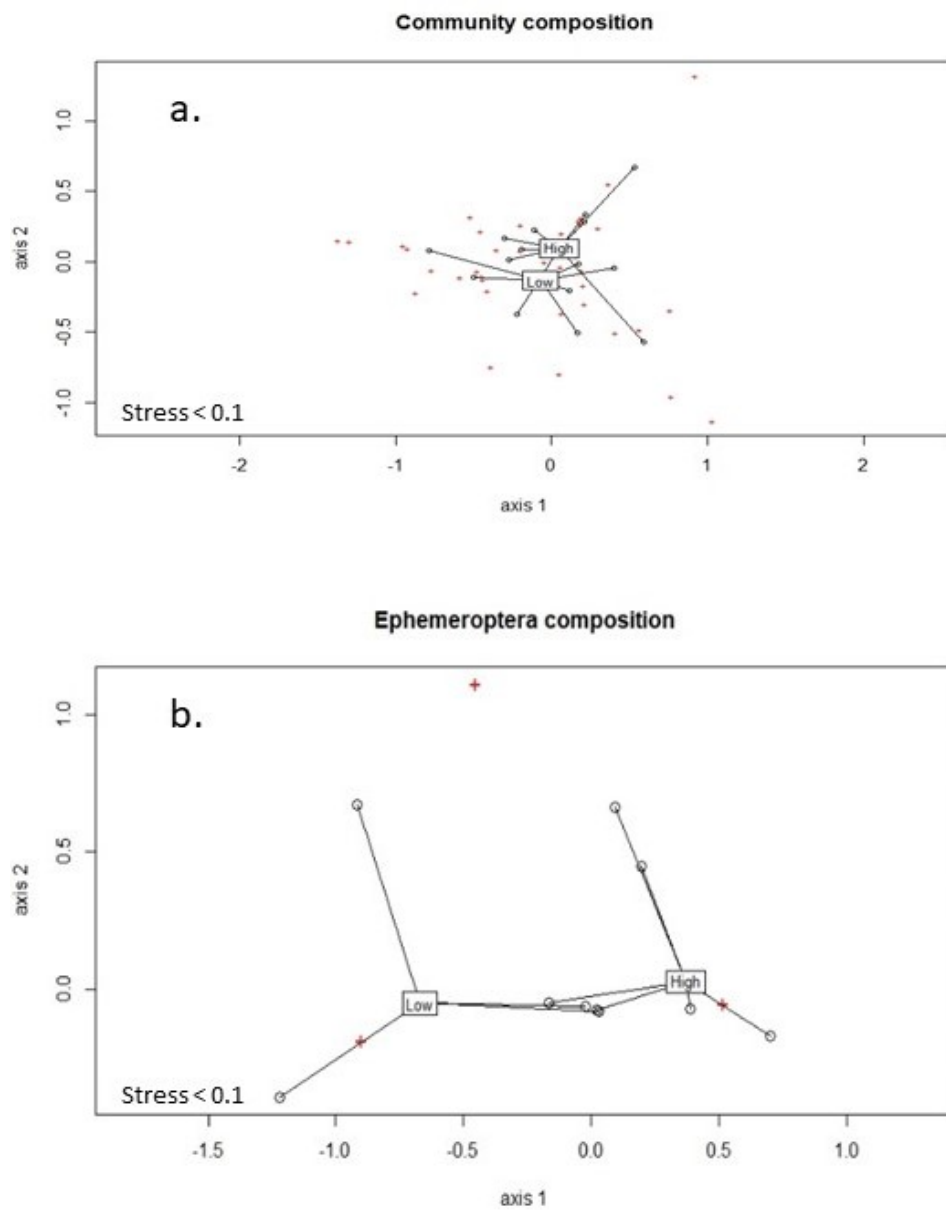 Community composition
a.
1.0
0.5
0.0
-0.5
-1.0
axis 2
High
Low
Stress < 0.1
-2 -1 0 1 2
axis 1
Ephemeroptera composition
b.
1.0
0.5
0.0
axis 2
High
Low
Stress < 0.1
-1.5 -1.0 -0.5 0.0 0.5 1.0
axis 1